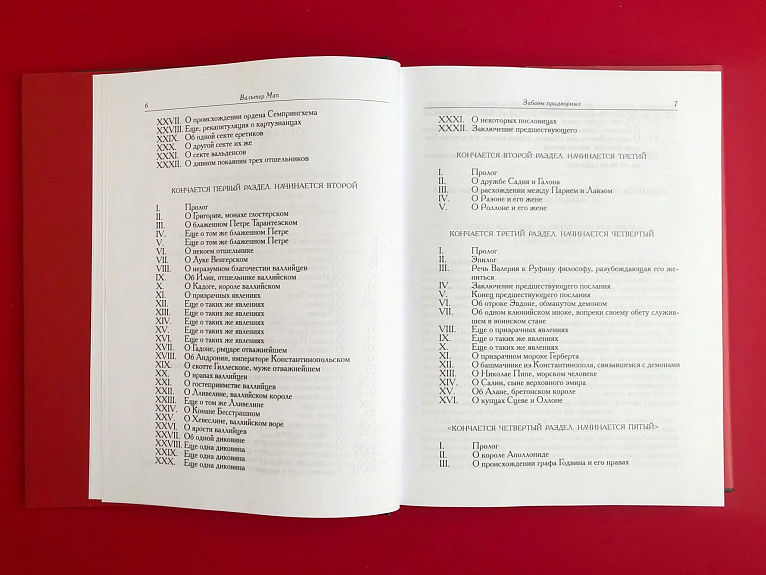 6
Вальтер Мап
XXVII. О происхождении ордена Семпрингхема
XXVIII. Еще, рекапитуляция о картузианцах
XXIX. Об одной секте еретиков
XXX. О другой секте их же
XXXI. О секте вальденсов
XXXII. О дивном покаянии трех отшельников
КОНЧАЕТСЯ ПЕРВЫЙ РАЗДЕЛ. НАЧИНАЕТСЯ ВТОРОЙ
I. Пролог
II. О Григории, монахе глостерском
III. О блаженном Петре Тарантезском
IV. Еще о том же блаженном Петре
V. Еще о том же блаженном Петре
VI. О некоем отшельнике
VII. О Луке Венгерском
VIII. О неразумном благочестии валлийцев
IX. Об Илии, отшельнике валлийском
X. О Кадоге, короле валлийском
XI. О призрачных явлениях
XII. Еще о таких же явлениях
XIII. Еще о таких же явлениях
XIV. Еще о таких же явлениях
XV. Еще о таких же явлениях
XVI. Еще о таких же явлениях
XVII. О Гадоне, рыцаре отважнейшем
XVIII. Об Андронии, императоре Константинопольском
XIX. О скотте Гиллескопе, муже отважнейшем
XX. О нравах валлийцев
XXI. О гостеприимстве валлийцев
XXII. О Лливелине, валлийском короле
XXIII. Еще о том же Лливелине
XXIV. О Конане Бесстрашном
XXV. О Хевеслине, валлийском воре
XXVI. О ярости валлийцев
XXVII. Об одной диковине
XXVIII. Еще одна диковина
XXIX. Еще одна диковина
XXX. Еще одна диковина
Забавы придворных
7
XXXI. О некоторых пословицах
XXXII. Заключение предшествующего
КОНЧАЕТСЯ ВТОРОЙ РАЗДЕЛ. НАЧИНАЕТСЯ ТРЕТИЙ
I. Пролог
II. О дружбе Садия и Галона
III. О расхождении между Парием и Лавзом
IV. О Разоне и его жене
V. О Роллоне и его жене
КОНЧАЕТСЯ ТРЕТИЙ РАЗДЕЛ. НАЧИНАЕТСЯ ЧЕТВЕРТЫЙ
I. Пролог
II. Эпилог
III. Речь Валерия к Руфину философу, разубеждающая его же-
ниться
IV. Заключение предшествующего послания
V. Конец предшествующего послания
VI. Об отроке Эвдоне, обманутом демоном
VII. Об одном клюнийском иноке, вопреки своему обету служив-
шем в воинском стане
VIII. Еще о призрачных явлениях
IX. Еще о таких же явлениях
X. Еще о таких же явлениях
XI. О призрачном мороке Герберта
XII. О башмачнике из Константинополя, связавшемся с демонами
XIII. О Николае Пипе, морском человеке
XIV. О Салии, сыне верховного эмира
XV. Об Алане, бретонском короле
XVI. О купцах Сцеве и Оллоне
<КОНЧАЕТСЯ ЧЕТВЕРТЫЙ РАЗДЕЛ. НАЧИНАЕТСЯ ПЯТЫЙ>
I. Пролог
II. О короле Аполлониде
III. О происхождении графа Годвина и его нравах